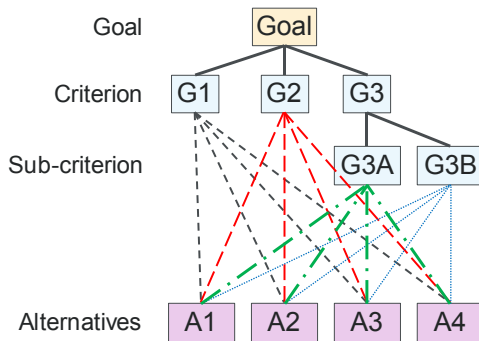 Goal Goal
Criterion G1 G2 G3
Sub-criterion G3A G3B
Alternatives A1 A2 A3 A4